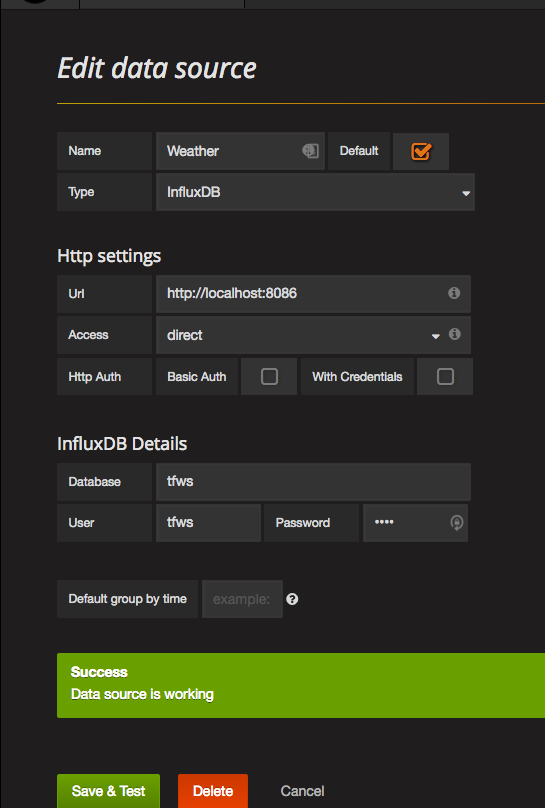 Edit data source
Name Weather Default
Type InfluxDB
Http settings
Url http://localhost:8086
Access direct
Http Auth Basic Auth With Credentials
InfluxDB Details
Database tfws
User tfws Password ••••
Default group by time example:
Success
Data source is working
Save & Test Delete Cancel